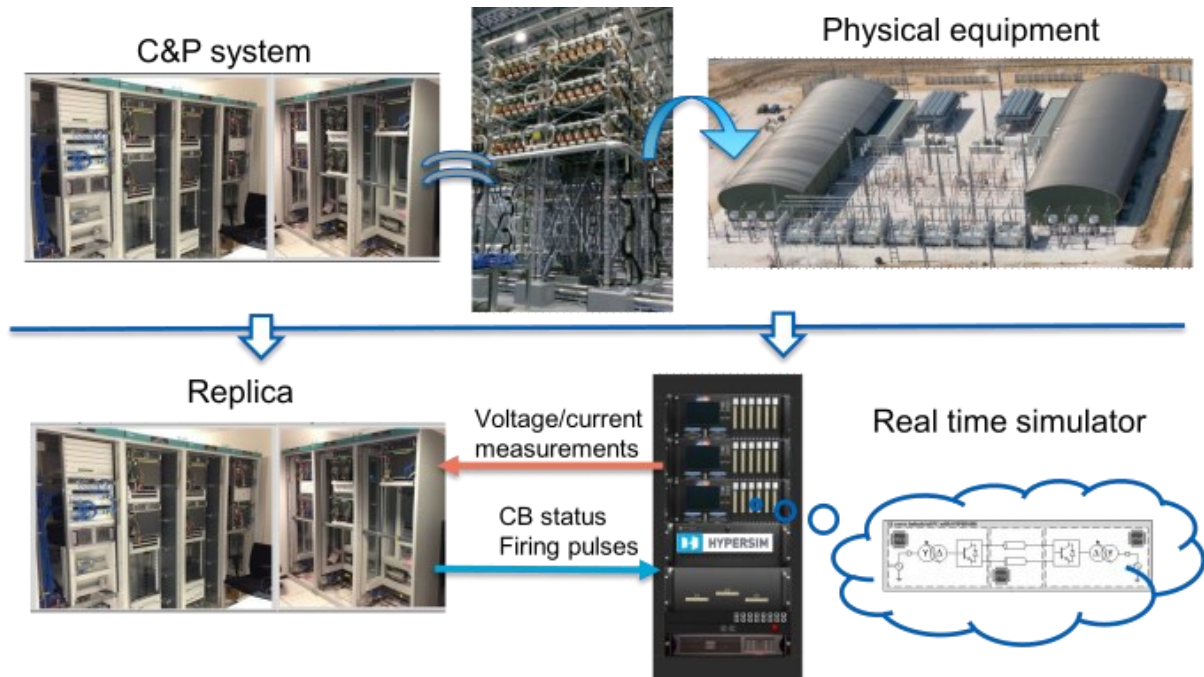 C&P system
Physical equipment
Replica
Voltage/current
measurements
Real time simulator
CB status
Firing pulses
HYPERSIM